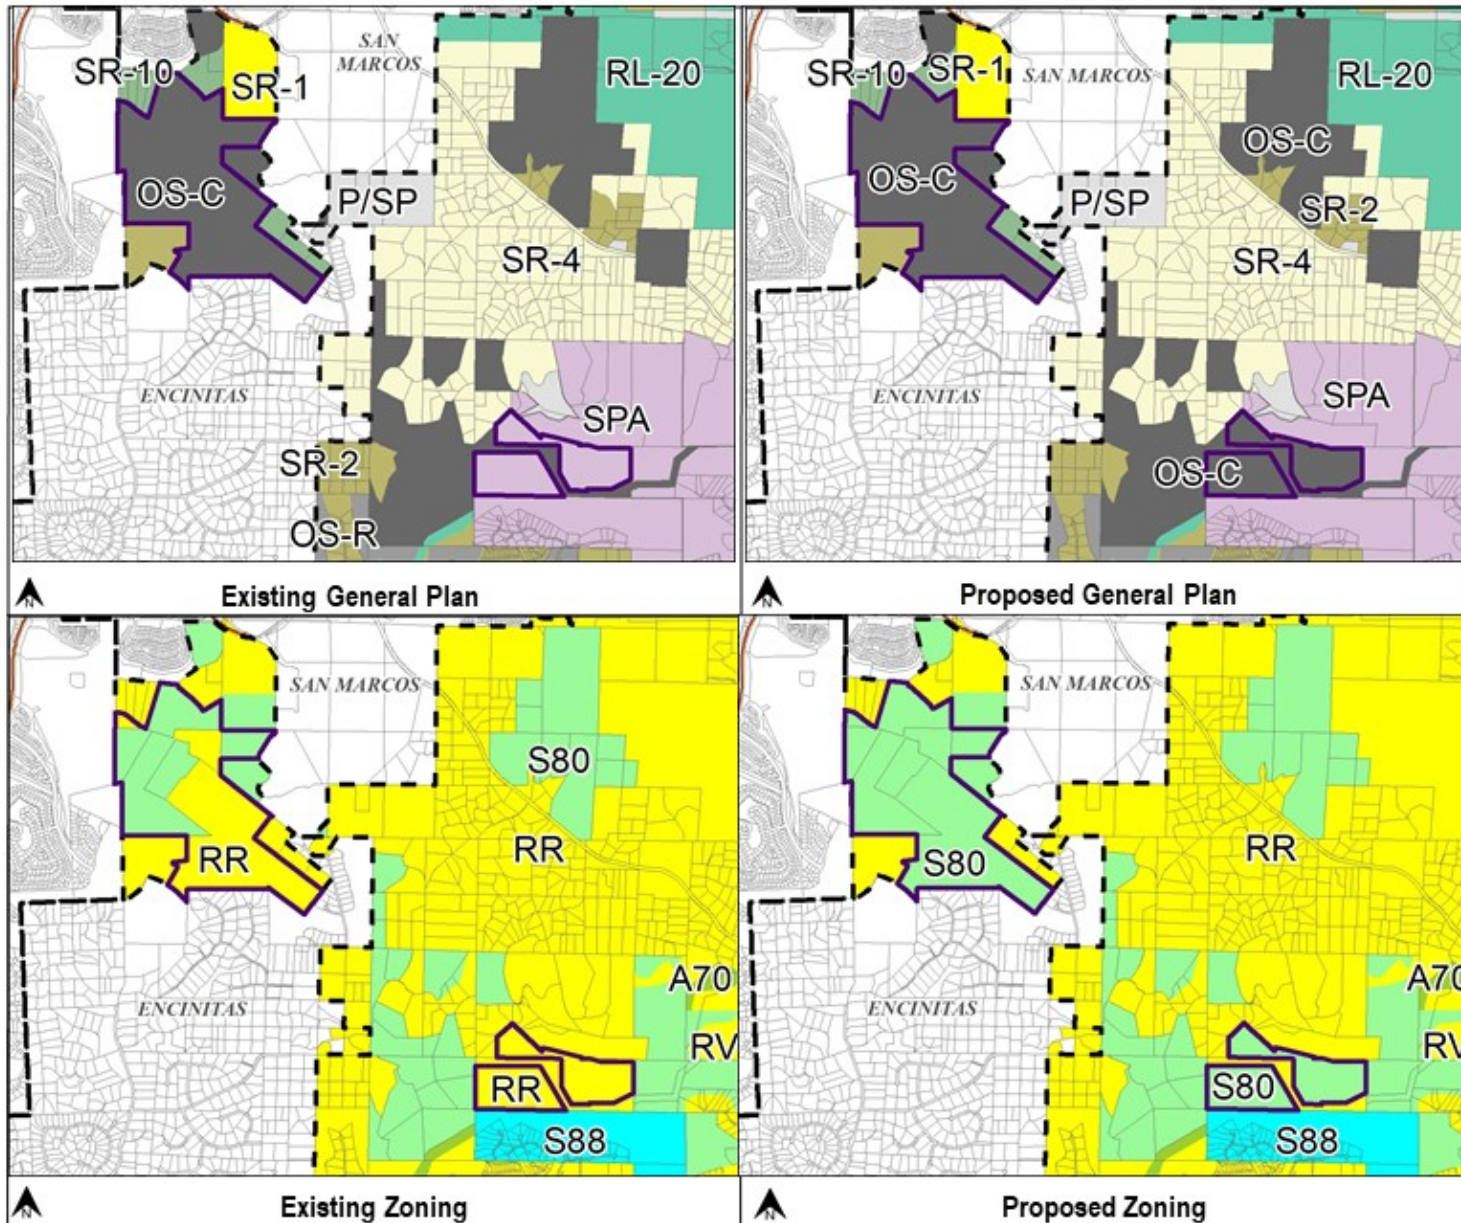 SAN
MARCOS
SR-10
SR-1
RL-20
OS-C
P/SP
SR-4
ENCINITAS
SPA
SR-2
OS-R
N
Existing General Plan
SR-10
SR-1
SAN MARCOS
RL-20
OS-C
OS-C
P/SP
SR-2
SR-4
ENCINITAS
SPA
OS-C
N
Proposed General Plan
SAN MARCOS
S80
RR
RR
ENCINITAS
A70
RV
RR
S88
N
Existing Zoning
SAN MARCOS
RR
S80
ENCINITAS
A70
RV
S80
S88
N
Proposed Zoning